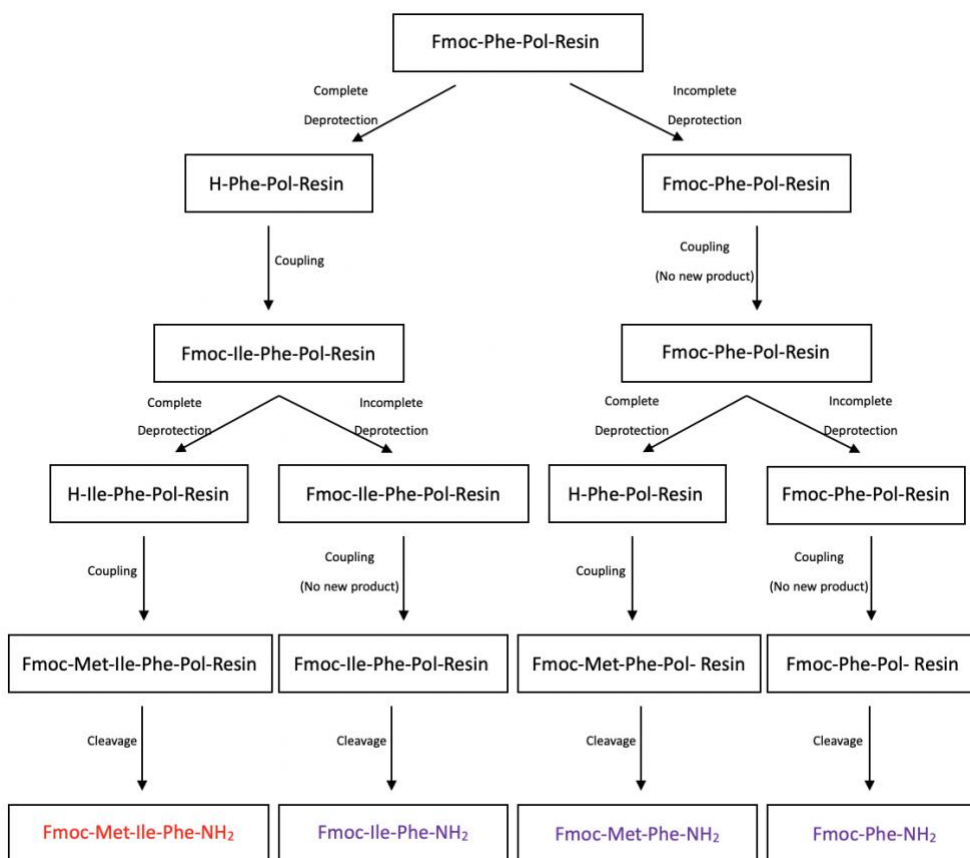 Fmoc-Phe-Pol-Resin
Complete
Deprotection
Incomplete
Deprotection
H-Phe-Pol-Resin
Fmoc-Phe-Pol-Resin
Coupling
Coupling
(No new product)
Fmoc-Ile-Phe-Pol-Resin
Fmoc-Phe-Pol-Resin
Complete
Deprotection
Incomplete
Deprotection
Complete
Deprotection
Incomplete
Deprotection
H-Ile-Phe-Pol-Resin
Fmoc-Ile-Phe-Pol-Resin
H-Phe-Pol-Resin
Fmoc-Phe-Pol-Resin
Coupling
Coupling
(No new product)
Coupling
Coupling
(No new product)
Fmoc-Met-Ile-Phe-Pol-Resin
Fmoc-Ile-Phe-Pol-Resin
Fmoc-Met-Phe-Pol- Resin
Fmoc-Phe-Pol- Resin
Cleavage
Cleavage
Cleavage
Cleavage
Fmoc-Met-Ile-Phe-NH₂
Fmoc-Ile-Phe-NH₂
Fmoc-Met-Phe-NH₂
Fmoc-Phe-NH₂